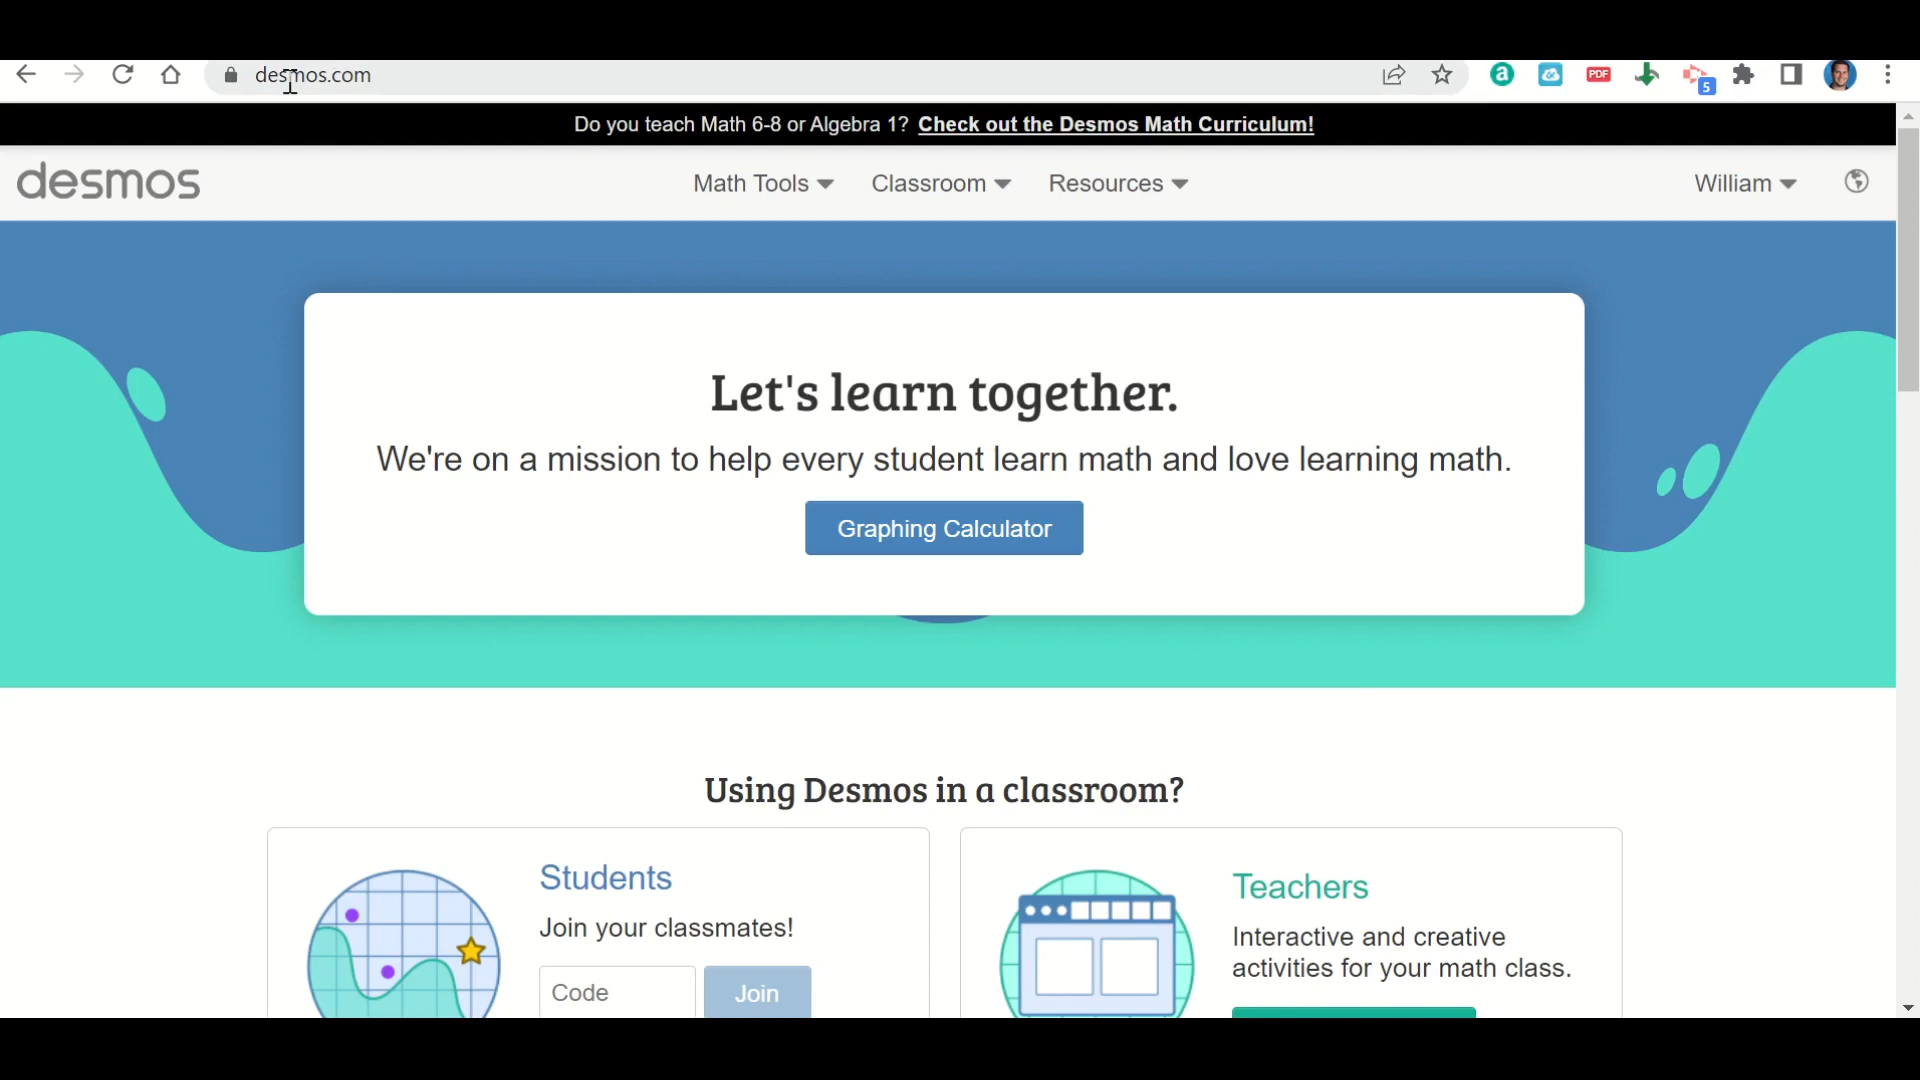 desmos.com
PDF
5
Do you teach Math 6-8 or Algebra 1? Check out the Desmos Math Curriculum!
desmos
Math Tools
Classroom
Resources
William
Let's learn together.
We're on a mission to help every student learn math and love learning math.
Graphing Calculator
Using Desmos in a classroom?
Students
Join your classmates!
Code
Join
Teachers
Interactive and creative
activities for your math class.